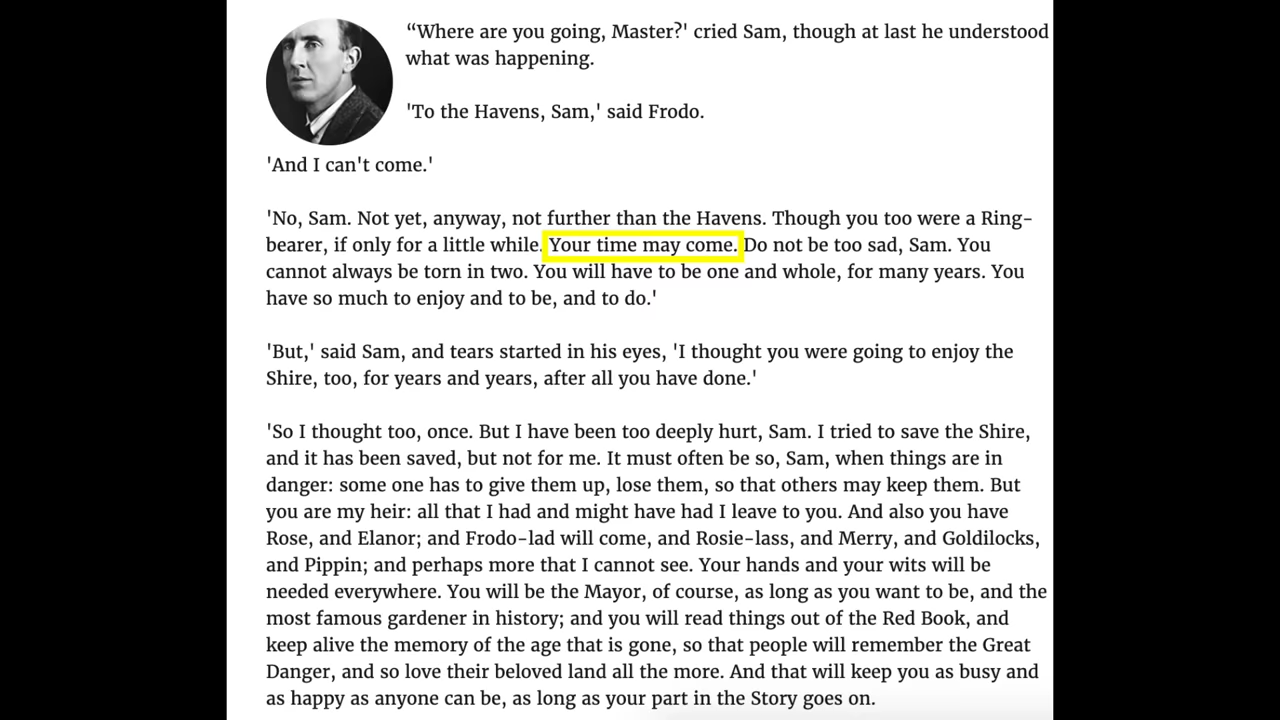 “Where are you going, Master?' cried Sam, though at last he understood
what was happening.
'To the Havens, Sam,' said Frodo.
'And I can't come.'
'No, Sam. Not yet, anyway, not further than the Havens. Though you too were a Ring-
bearer, if only for a little while. Your time may come. Do not be too sad, Sam. You
cannot always be torn in two. You will have to be one and whole, for many years. You
have so much to enjoy and to be, and to do.'
'But,' said Sam, and tears started in his eyes, 'I thought you were going to enjoy the
Shire, too, for years and years, after all you have done.'
'So I thought too, once. But I have been too deeply hurt, Sam. I tried to save the Shire,
and it has been saved, but not for me. It must often be so, Sam, when things are in
danger: some one has to give them up, lose them, so that others may keep them. But
you are my heir: all that I had and might have had I leave to you. And also you have
Rose, and Elanor; and Frodo-lad will come, and Rosie-lass, and Merry, and Goldilocks,
and Pippin; and perhaps more that I cannot see. Your hands and your wits will be
needed everywhere. You will be the Mayor, of course, as long as you want to be, and the
most famous gardener in history; and you will read things out of the Red Book, and
keep alive the memory of the age that is gone, so that people will remember the Great
Danger, and so love their beloved land all the more. And that will keep you as busy and
as happy as anyone can be, as long as your part in the Story goes on.